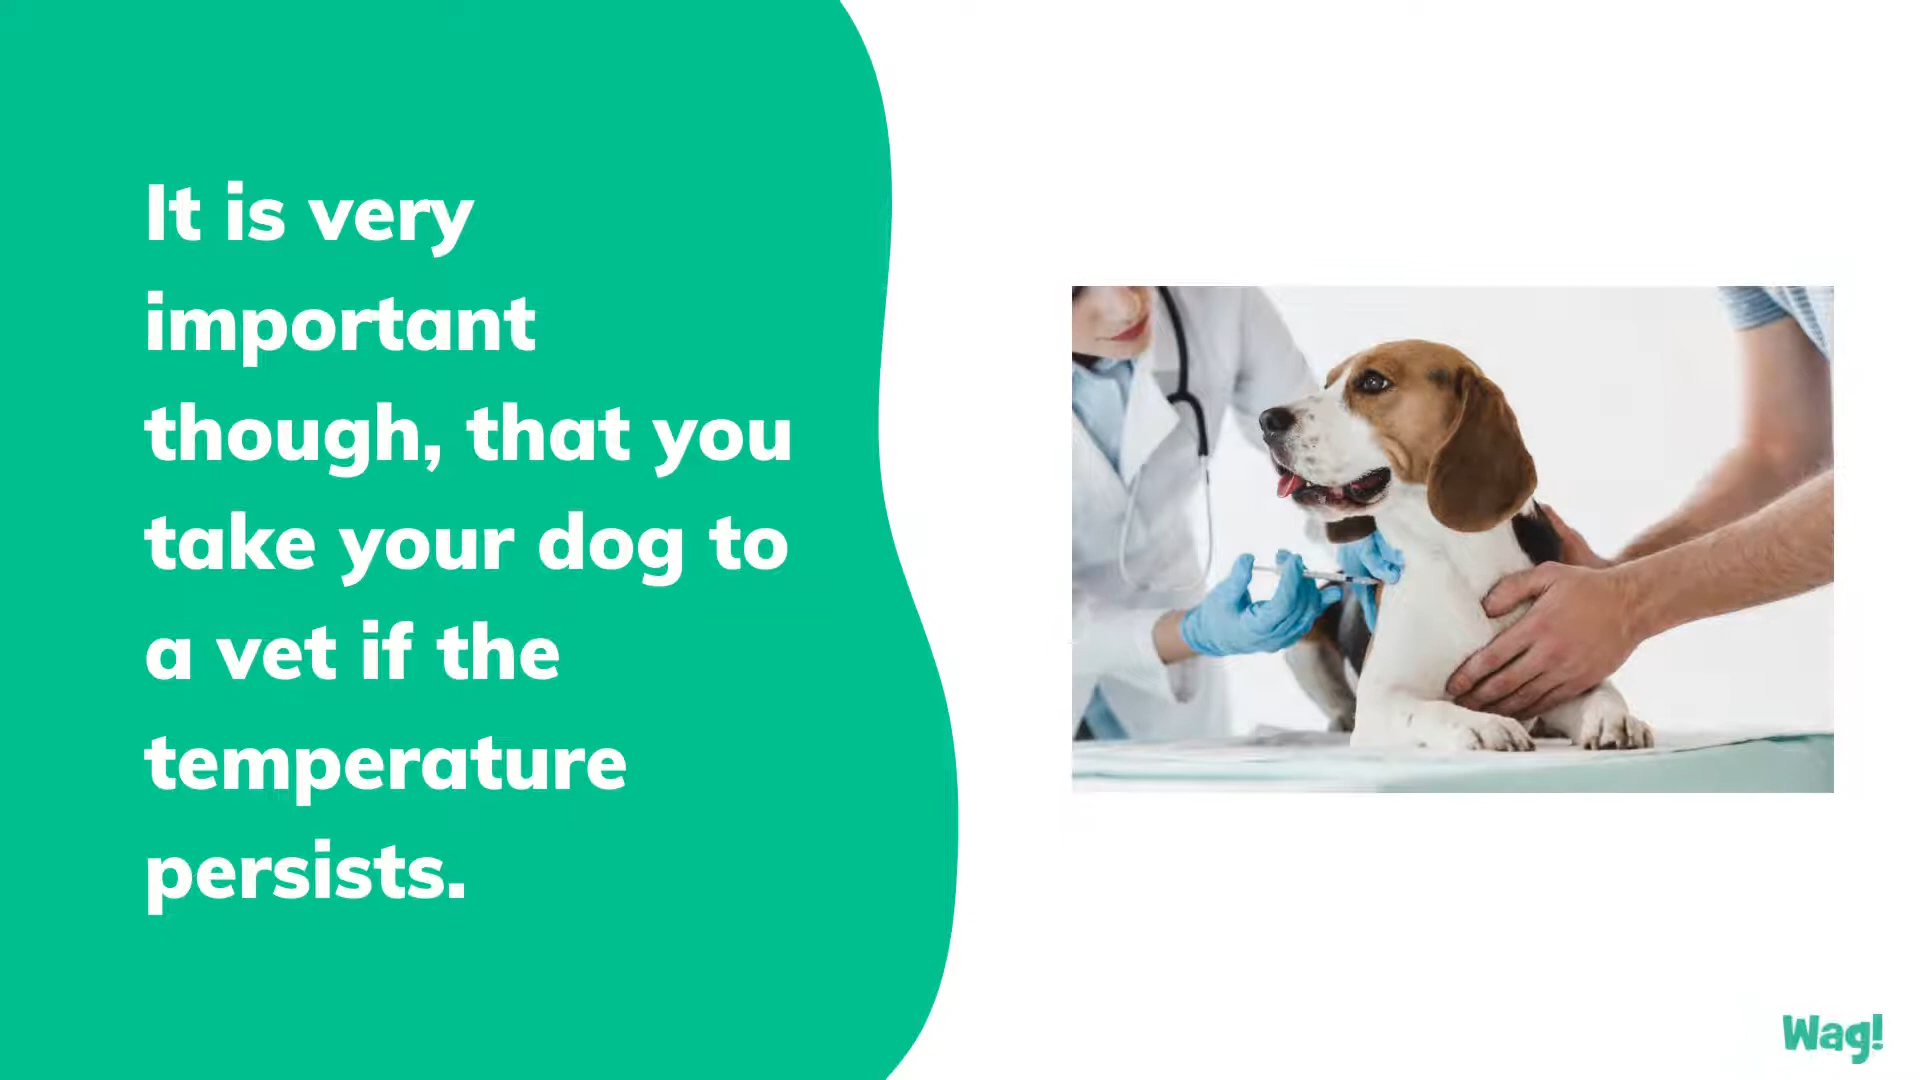 It is very
important
though, that you
take your dog to
a vet if the
temperature
persists.
Wag!